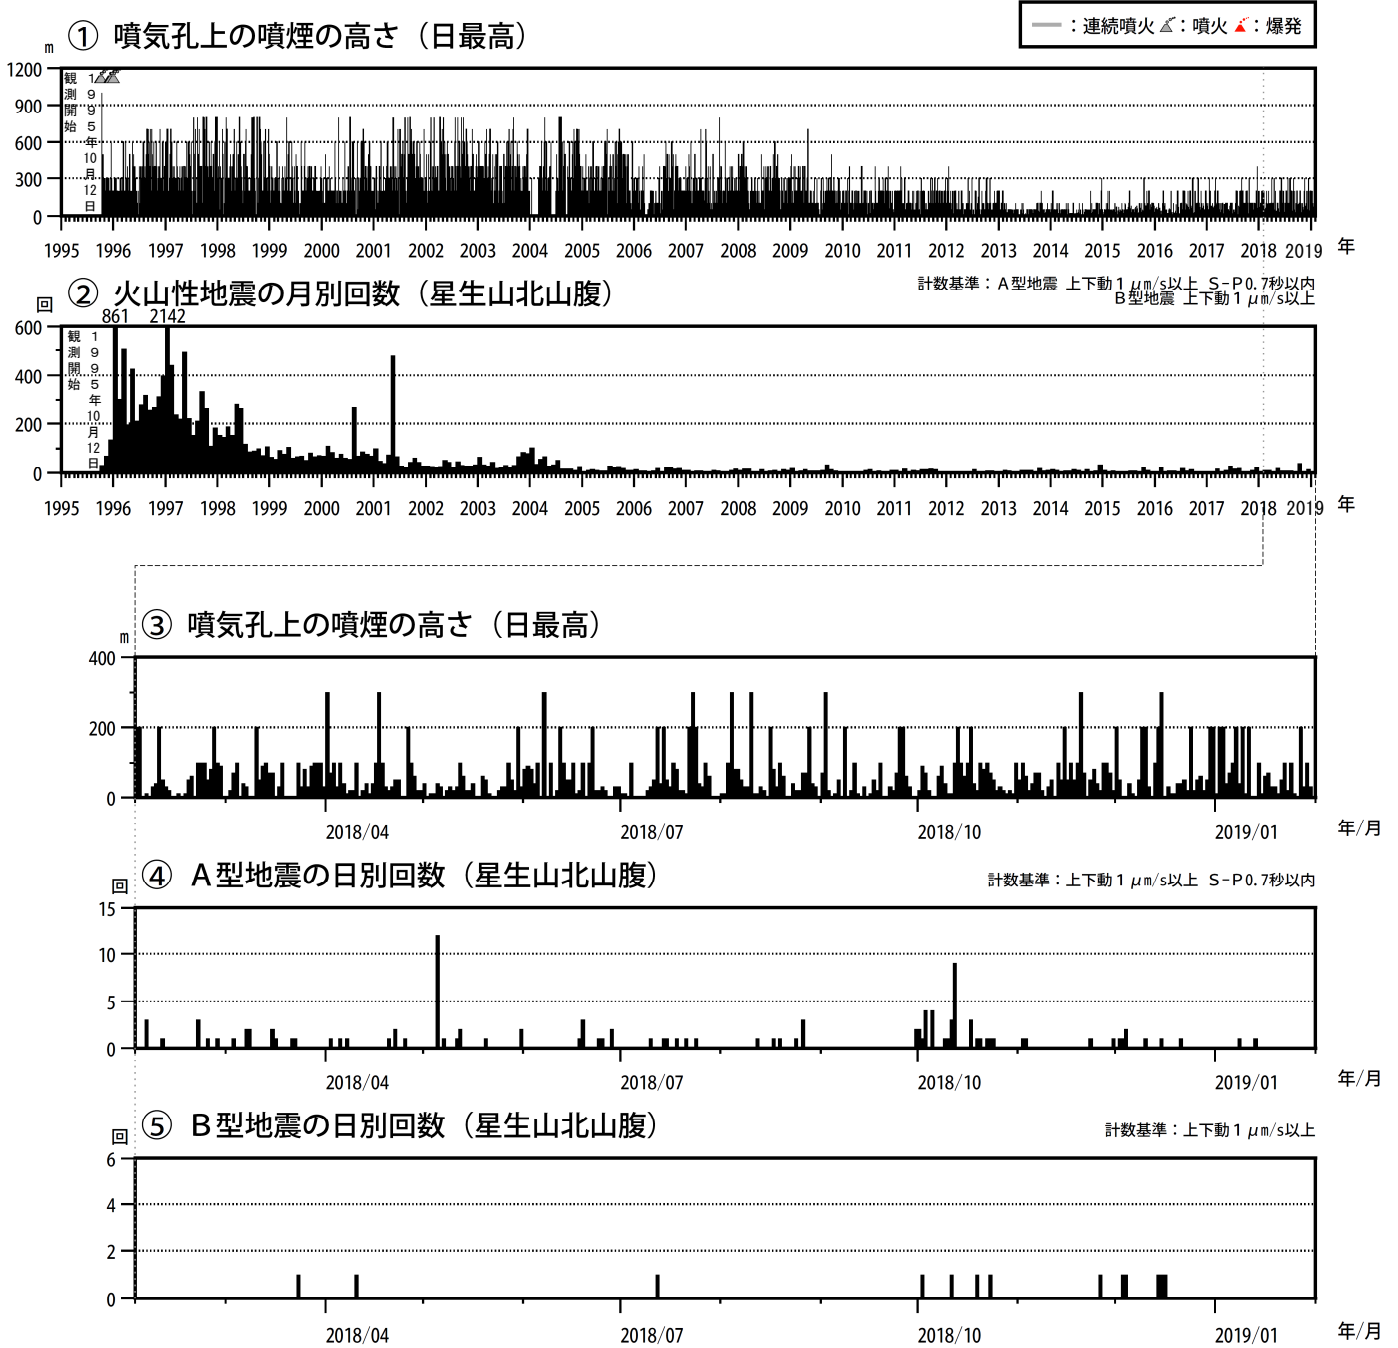 ：連続噴火 ：噴火 ：爆発
① 噴気孔上の噴煙の高さ（日最高）
m
1200
900
600
300
0
観測開始
1995年10月12日
1995 1996 1997 1998 1999 2000 2001 2002 2003 2004 2005 2006 2007 2008 2009 2010 2011 2012 2013 2014 2015 2016 2017 2018 2019 年
② 火山性地震の月別回数（星生山北山腹）
計数基準：Ａ型地震 上下動１μm/s以上 Ｓ−Ｐ0.7秒以内
Ｂ型地震 上下動１μm/s以上
回
861 2142
600
400
200
0
観測開始
1995年10月12日
1995 1996 1997 1998 1999 2000 2001 2002 2003 2004 2005 2006 2007 2008 2009 2010 2011 2012 2013 2014 2015 2016 2017 2018 2019 年
③ 噴気孔上の噴煙の高さ（日最高）
m
400
200
0
2018/04 2018/07 2018/10 2019/01 年/月
④ Ａ型地震の日別回数（星生山北山腹）
計数基準：上下動１μm/s以上 Ｓ−Ｐ0.7秒以内
回
15
10
5
0
2018/04 2018/07 2018/10 2019/01 年/月
⑤ Ｂ型地震の日別回数（星生山北山腹）
計数基準：上下動１μm/s以上
回
6
4
2
0
2018/04 2018/07 2018/10 2019/01 年/月